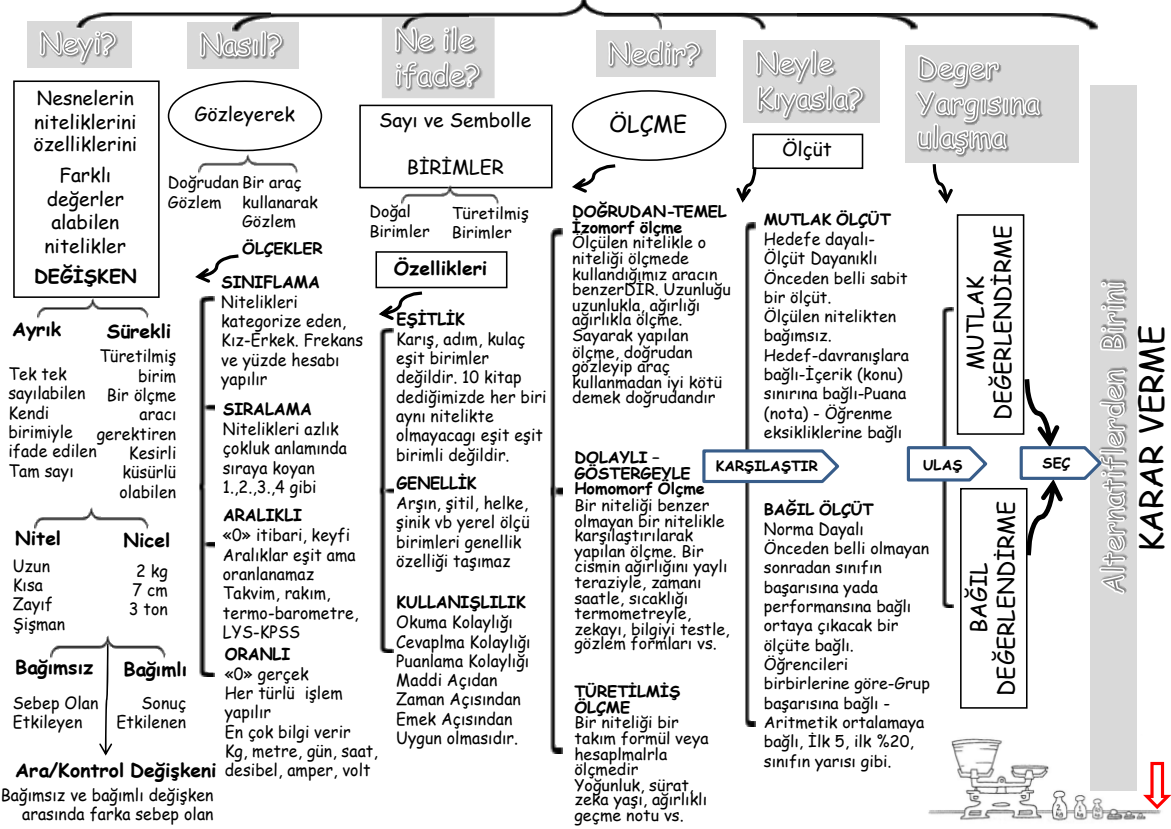 Neyi?
Nesnelerin
niteliklerini
özelliklerini
Farklı
değerler
alabilen
nitelikler
DEĞİŞKEN
Ayrık
Tek tek
sayılabilen
Kendi
birimiyle
ifade edilen
Tam sayı
Sürekli
Türetilmiş
birim
Bir ölçme
aracı
gerektiren
Kesirli
küsürlü
olabilen
Nitel
Uzun
Kısa
Zayıf
Şişman
Nicel
2 kg
7 cm
3 ton
Bağımsız
Sebep Olan
Etkileyen
Bağımlı
Sonuç
Etkilenen
Ara/Kontrol Değişkeni
Bağımsız ve bağımlı değişken
arasında farka sebep olan
Nasıl?
Gözleyerek
Doğrudan
Gözlem
Bir araç
kullanarak
Gözlem
ÖLÇEKLER
SINIFLAMA
Nitelikleri
kategorize eden,
Kız-Erkek. Frekans
ve yüzde hesabı
yapılır
SIRALAMA
Nitelikleri azlık
çokluk anlamında
sıraya koyan
1.,2.,3.,4 gibi
ARALIKLI
«0» itibari, keyfi
Aralıklar eşit ama
oranlanamaz
Takvim, rakım,
termo-barometre,
LYS-KPSS
ORANLI
«0» gerçek
Her türlü işlem
yapılır
En çok bilgi verir
Kg, metre, gün, saat,
desibel, amper, volt
Ne ile
ifade?
Sayı ve Sembolle
BİRİMLER
Doğal
Birimler
Türetilmiş
Birimler
Özellikleri
EŞİTLİK
Karış, adım, kulaç
eşit birimler
değildir. 10 kitap
dediğimizde her biri
aynı nitelikte
olmayacagı eşit eşit
birimli değildir.
GENELLİK
Arşın, şitil, helke,
şinik vb yerel ölçü
birimleri genellik
özelliği taşımaz
KULLANIŞLILIK
Okuma Kolaylığı
Cevaplma Kolaylığı
Puanlama Kolaylığı
Maddi Açıdan
Zaman Açısından
Emek Açısından
Uygun olmasıdır.
Nedir?
ÖLÇME
DOĞRUDAN-TEMEL
İzomorf ölçme
Ölçülen nitelikle o
niteliği ölçmede
kullandığımız aracın
benzerDİR. Uzunluğu
uzunlukla, ağırlığı
ağırlıkla ölçme.
Sayarak yapılan
ölçme, doğrudan
gözleyip araç
kullanmadan iyi kötü
demek doğrudandır
DOLAYLI –
GÖSTERGEYLE
Homomorf Ölçme
Bir niteliği benzer
olmayan bir nitelikle
karşılaştırılarak
yapılan ölçme. Bir
cismin ağırlığını yaylı
teraziyle, zamanı
saatle, sıcaklığı
termometreyle,
zekayı, bilgiyi testle,
gözlem formları vs.
TÜRETİLMİŞ
ÖLÇME
Bir niteliği bir
takım formül veya
hesaplmalrla
ölçmedir
Yoğunluk, sürat,
zeka yaşı, ağırlıklı
geçme notu vs.
Neyle
Kıyasla?
Ölçüt
MUTLAK ÖLÇÜT
Hedefe dayalı-
Ölçüt Dayanıklı
Önceden belli sabit
bir ölçüt.
Ölçülen nitelikten
bağımsız.
Hedef-davranışlara
bağlı-İçerik (konu)
sınırına bağlı-Puana
(nota) - Öğrenme
eksikliklerine bağlı
KARŞILAŞTIR
BAĞIL ÖLÇÜT
Norma Dayalı
Önceden belli olmayan
sonradan sınıfın
başarısına yada
performansına bağlı
ortaya çıkacak bir
ölçüte bağlı.
Öğrencileri
birbirlerine göre-Grup
başarısına bağlı -
Aritmetik ortalamaya
bağlı, İlk 5, ilk %20,
sınıfın yarısı gibi.
Deger
Yargısına
ulaşma
MUTLAK
DEĞERLENDİRME
ULAŞ
SEÇ
BAĞIL
DEĞERLENDİRME
Alternatiflerden Birini
KARAR VERME